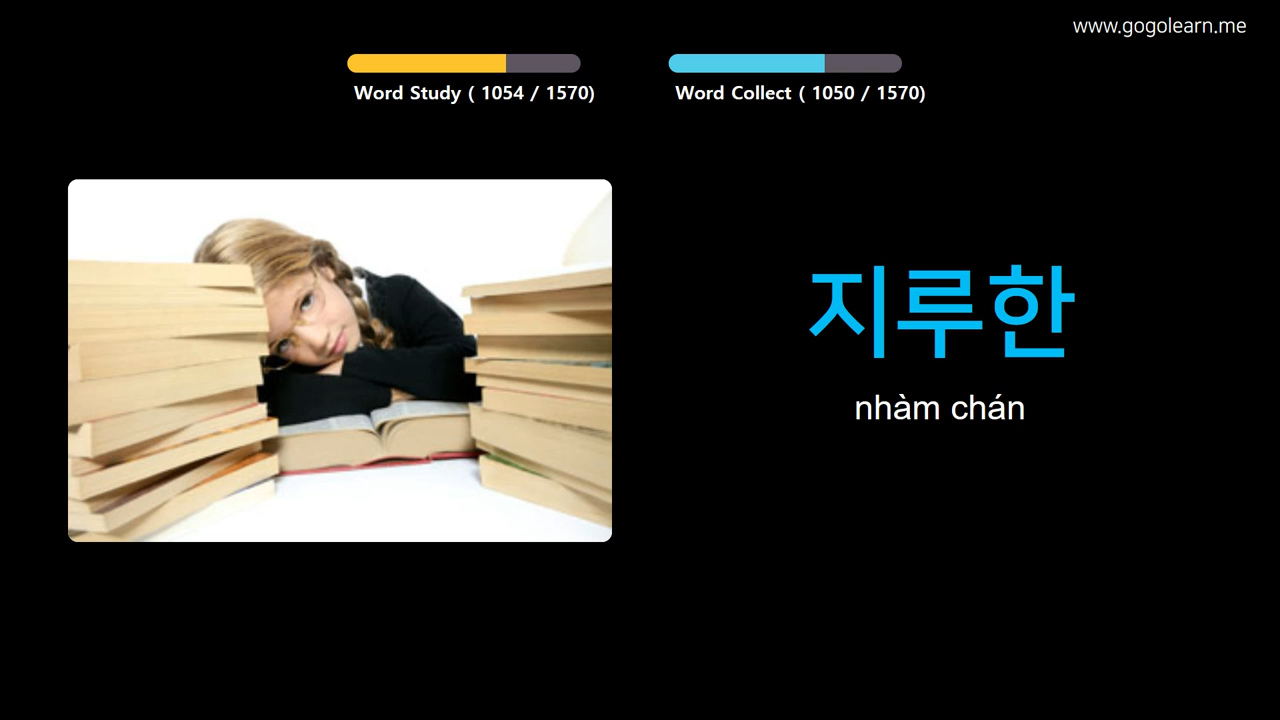 www.gogolearn.me
Word Study ( 1054 / 1570)
Word Collect ( 1050 / 1570)
지루한
nhàm chán